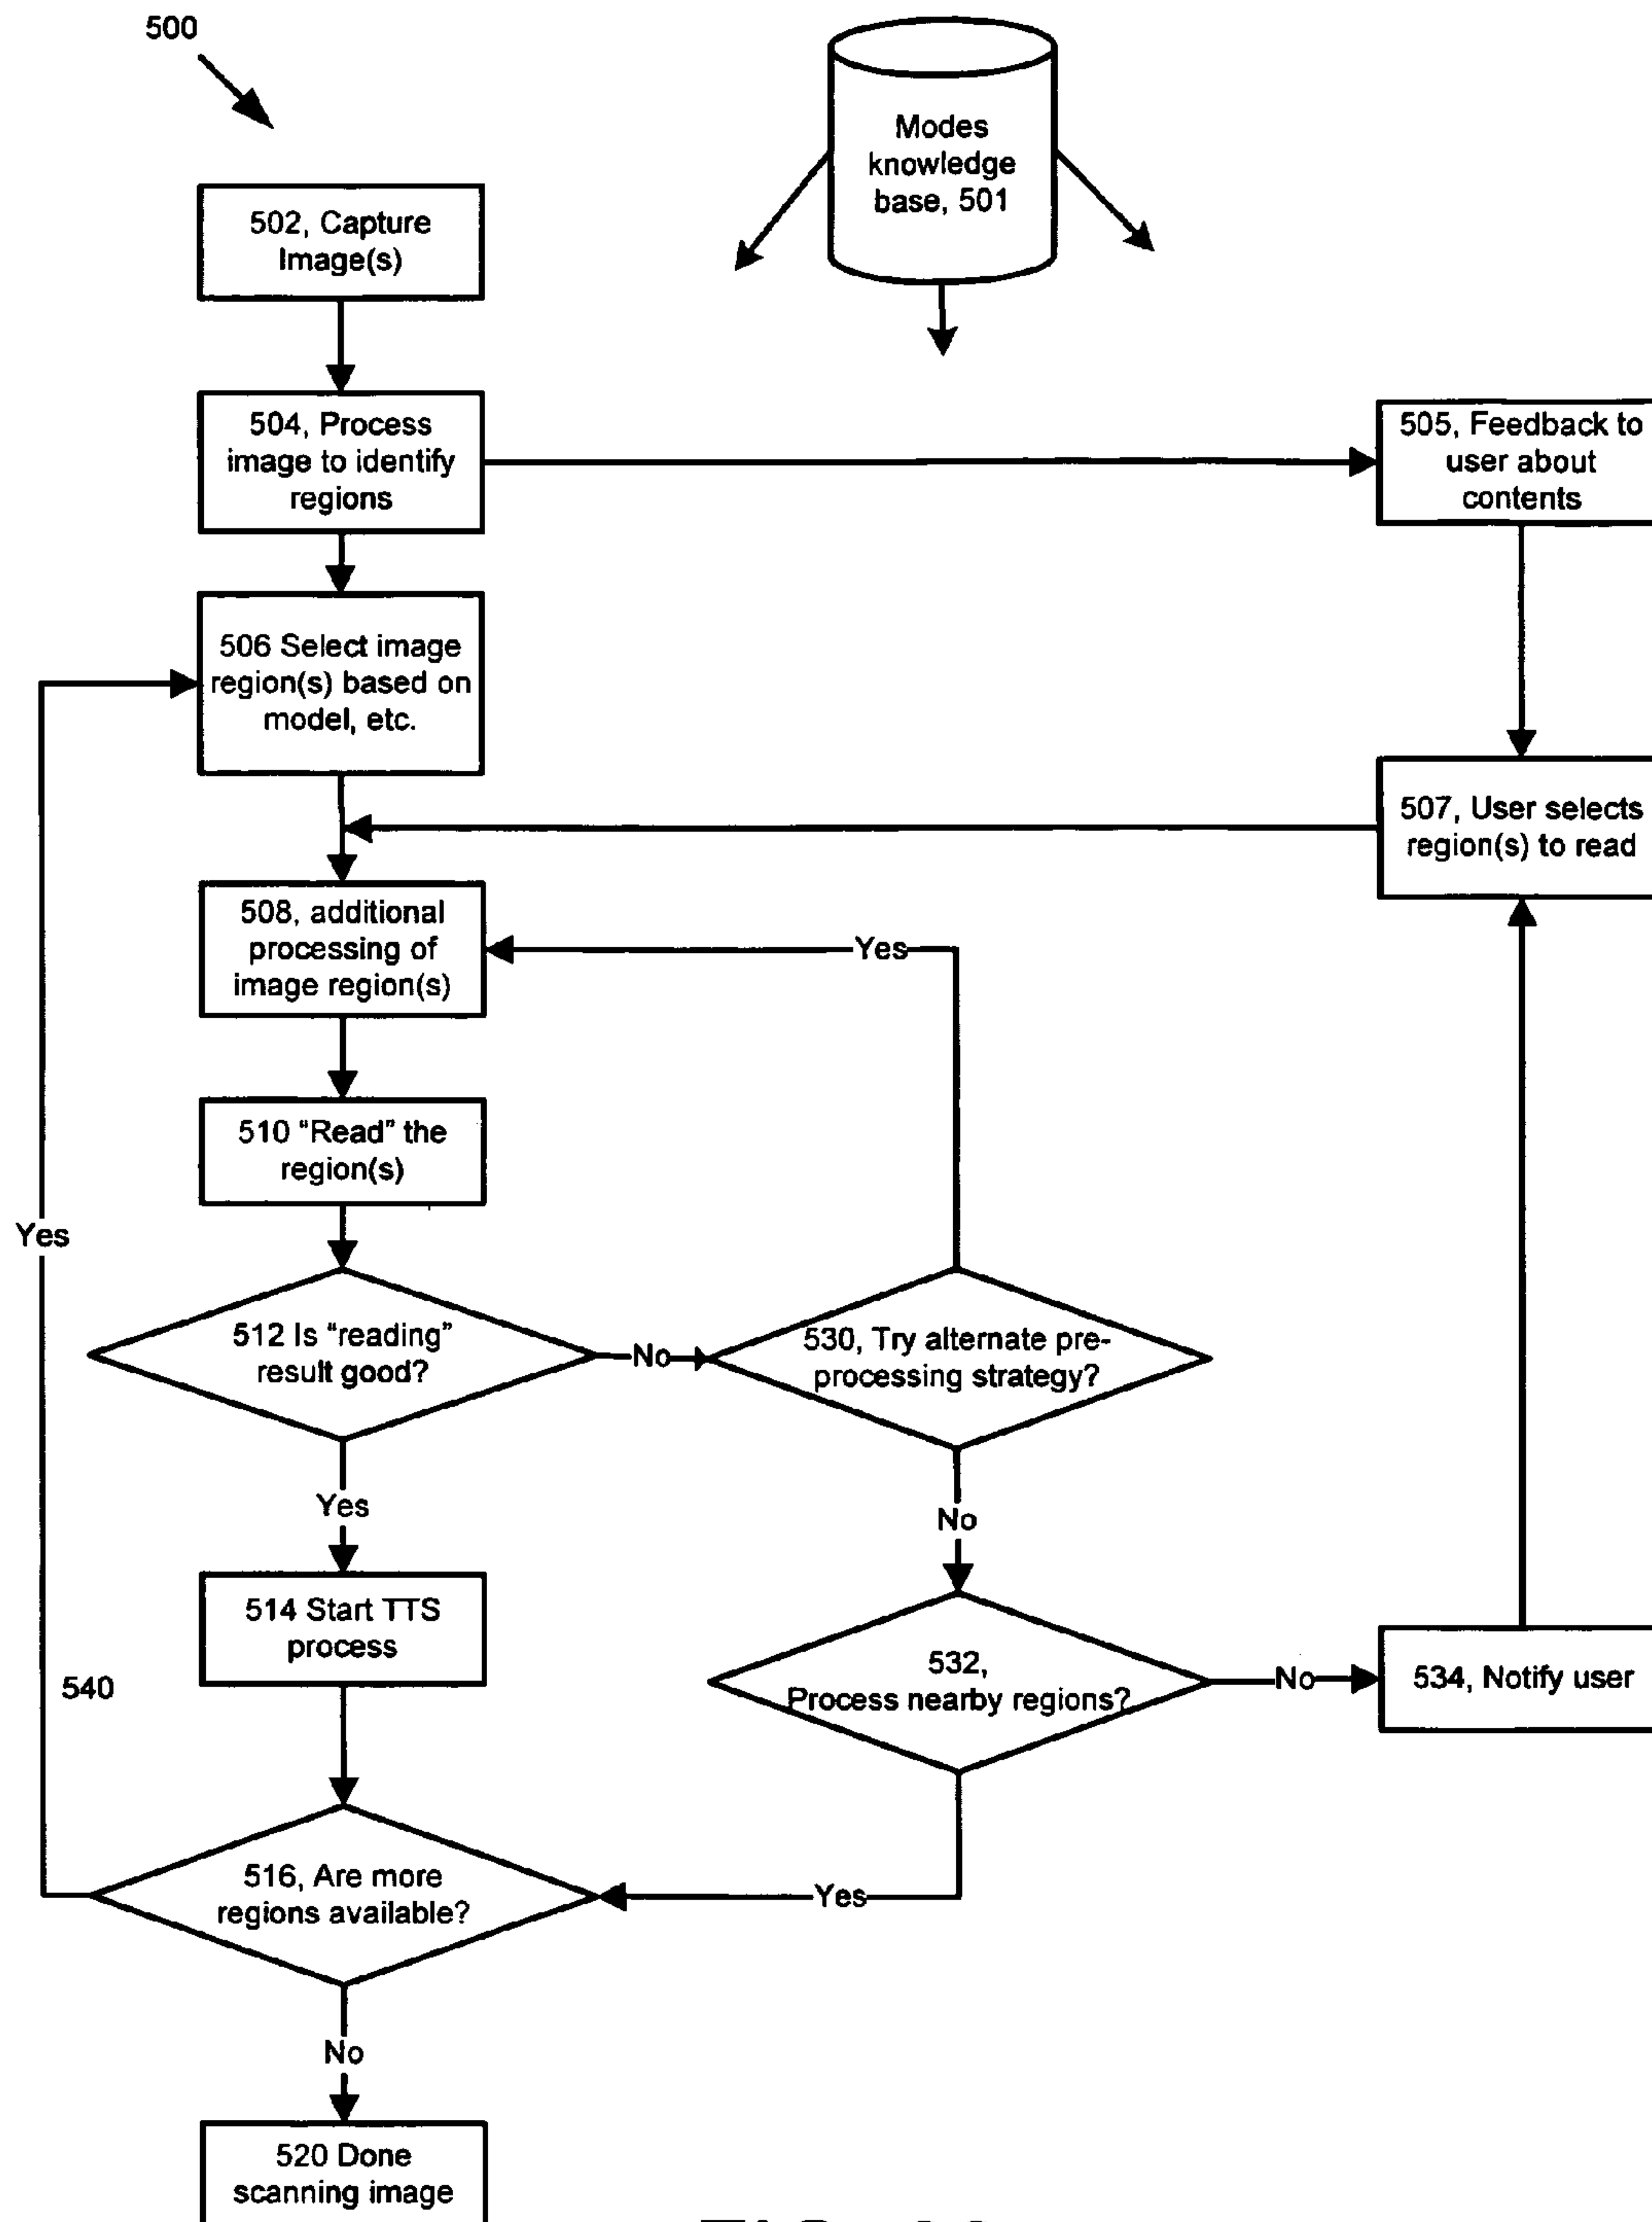 500
Modes
knowledge
base, 501
502, Capture
Image(s)
504, Process
image to identify
regions
505, Feedback to
user about
contents
506 Select image
region(s) based on
model, etc.
507, User selects
region(s) to read
508, additional
processing of
image region(s)
Yes
510 “Read” the
region(s)
Yes
512 Is “reading”
result good?
No
530, Try alternate pre-
processing strategy?
Yes
No
514 Start TTS
process
532,
Process nearby regions?
No
534, Notify user
540
516, Are more
regions available?
Yes
No
520 Done
scanning image